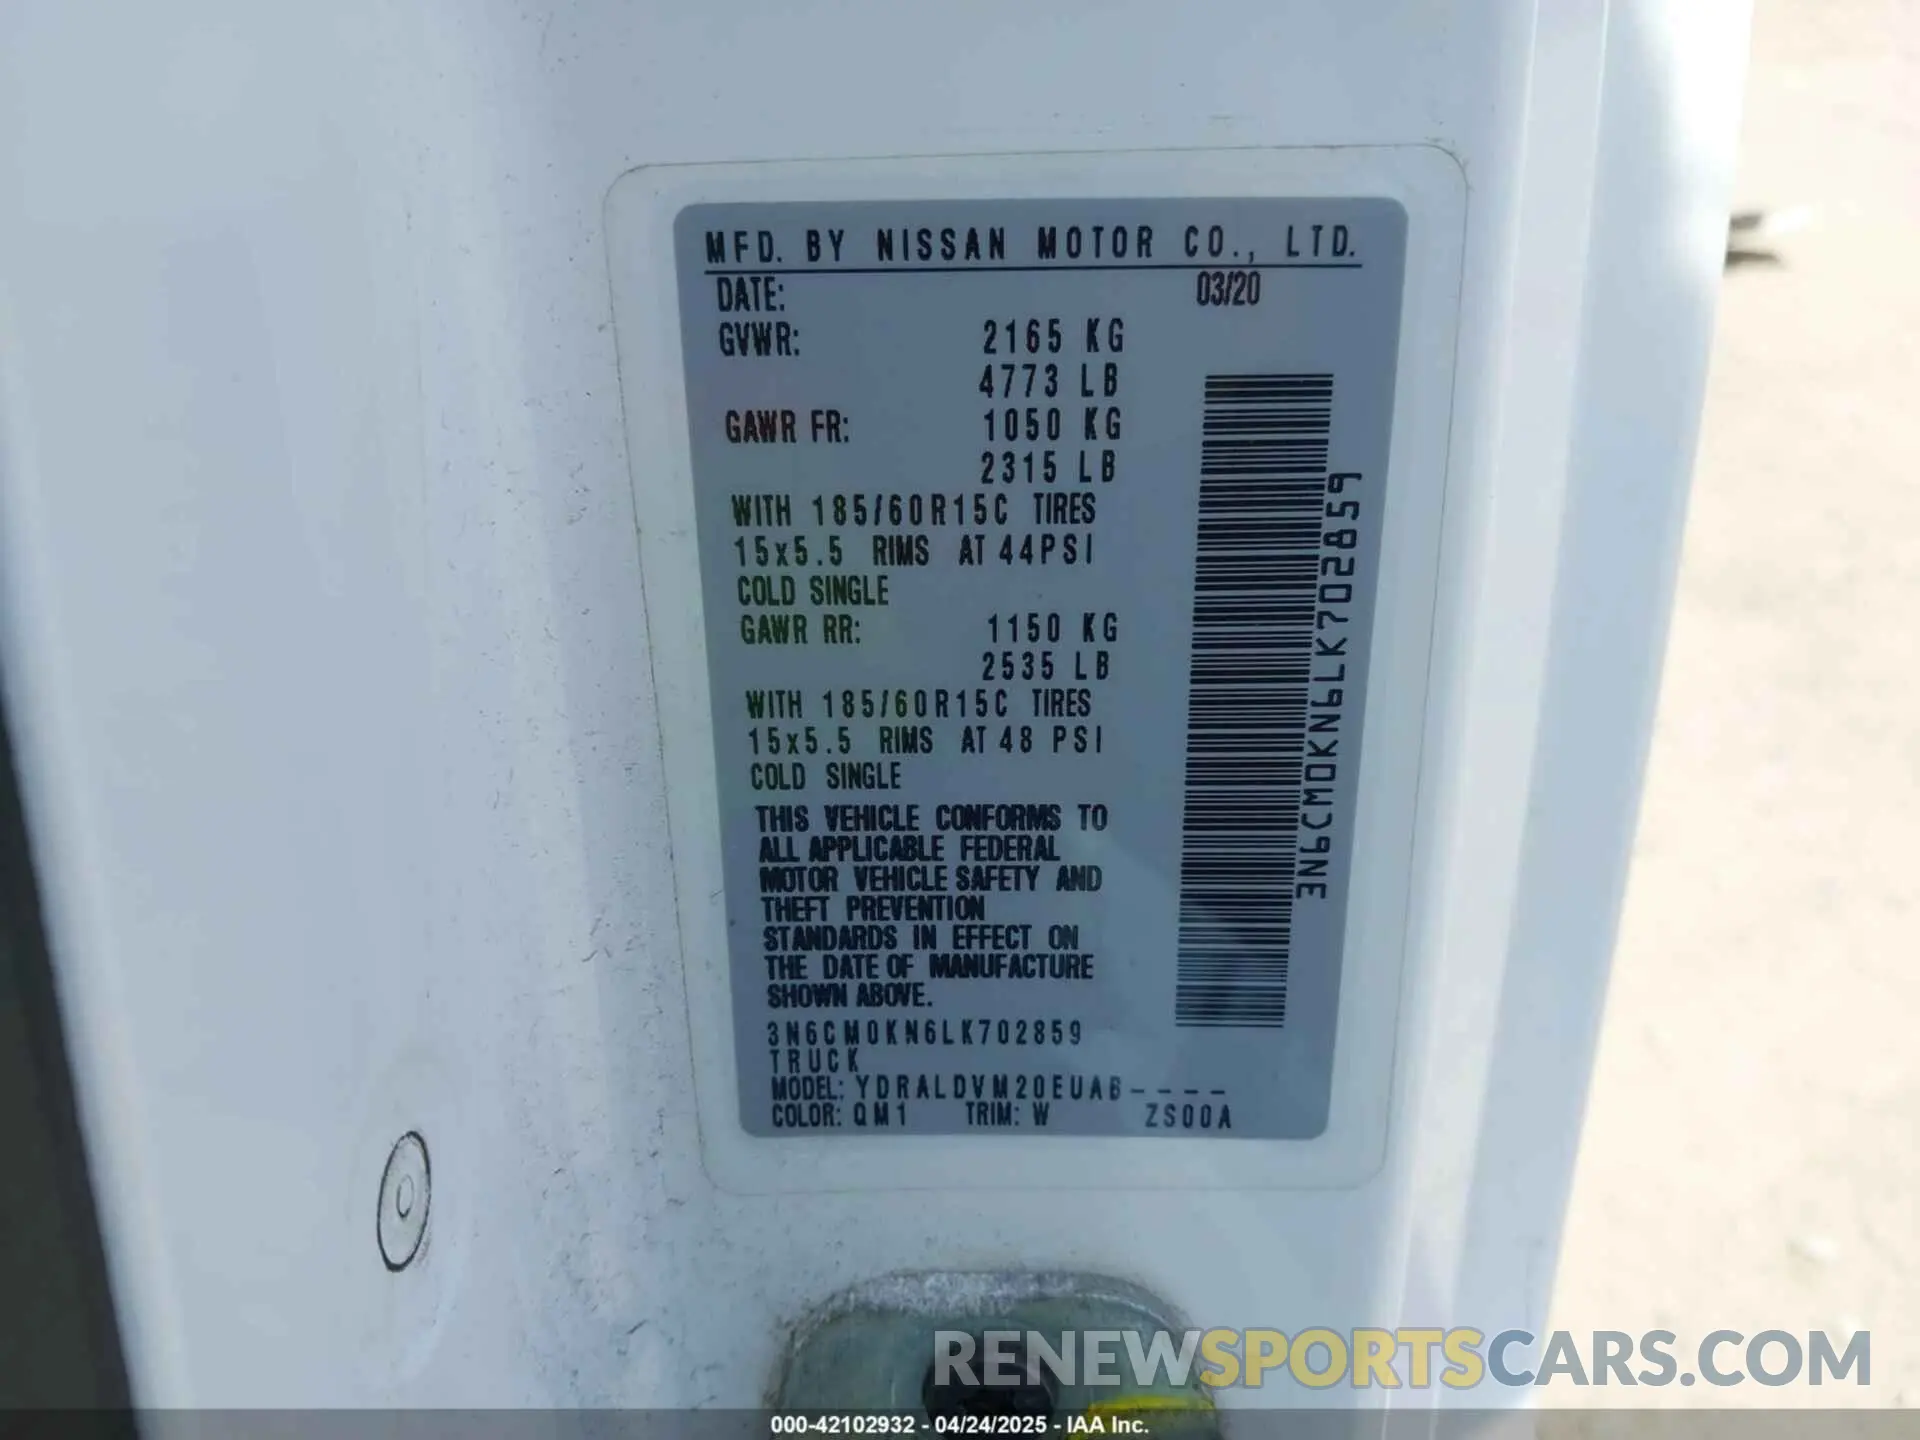 MFD. BY NISSAN MOTOR CO., LTD.
DATE: 03/20
GVWR: 2165 KG
4773 LB
GAWR FR: 1050 KG
2315 LB
WITH 185/60R15C TIRES
15x5.5 RIMS AT 44PSI
COLD SINGLE
GAWR RR: 1150 KG
2535 LB
WITH 185/60R15C TIRES
15x5.5 RIMS AT 48 PSI
COLD SINGLE
THIS VEHICLE CONFORMS TO
ALL APPLICABLE FEDERAL
MOTOR VEHICLE SAFETY AND
THEFT PREVENTION
STANDARDS IN EFFECT ON
THE DATE OF MANUFACTURE
SHOWN ABOVE.
3N6CM0KN6LK702859
TRUCK
MODEL: YDRALDVM20EUAB----
COLOR: QM1 TRIM: W ZS00A
3N6CM0KN6LK702859
RENEWSPORTSCARS.COM
000-42102932 - 04/24/2025 - IAA Inc.